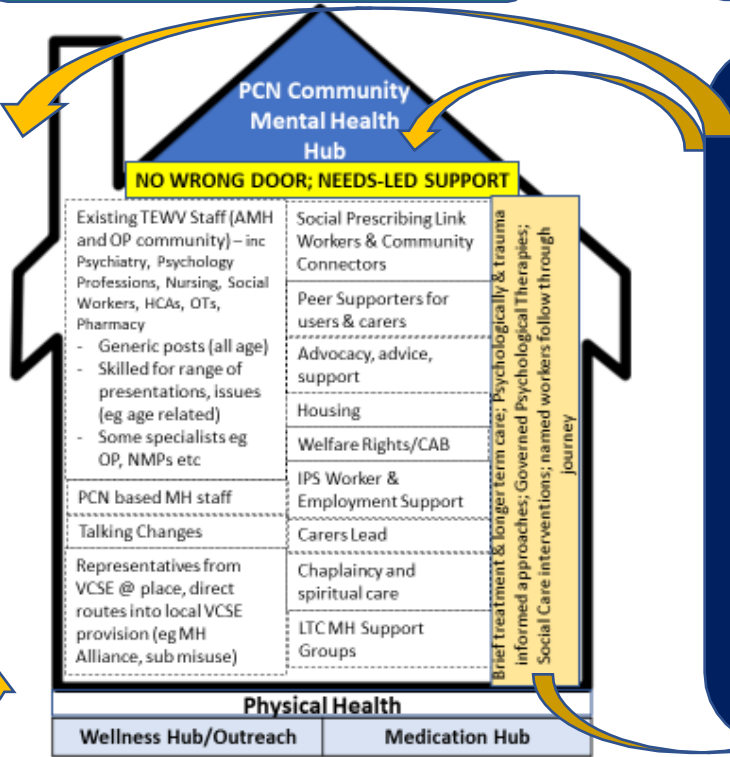 PCN Community
Mental Health
Hub
NO WRONG DOOR; NEEDS-LED SUPPORT
Existing TEWV Staff (AMH
and OP community) – inc
Psychiatry, Psychology
Professions, Nursing, Social
Workers, HCAs, OTs,
Pharmacy
- Generic posts (all age)
- Skilled for range of
presentations, issues
(eg age related)
- Some specialists eg
OP, NMPs etc
PCN based MH staff
Talking Changes
Representatives from
VCSE @ place, direct
routes into local VCSE
provision (eg MH
Alliance, sub misuse)
Social Prescribing Link
Workers & Community
Connectors
Peer Supporters for
users & carers
Advocacy, advice,
support
Housing
Welfare Rights/CAB
IPS Worker &
Employment Support
Carers Lead
Chaplaincy and
spiritual care
LTC MH Support
Groups
Brief treatment & longer term care; Psychologically & trauma
informed approaches; Governed Psychological Therapies;
Social Care interventions; named workers follow through
journey
Physical Health
Wellness Hub/Outreach
Medication Hub